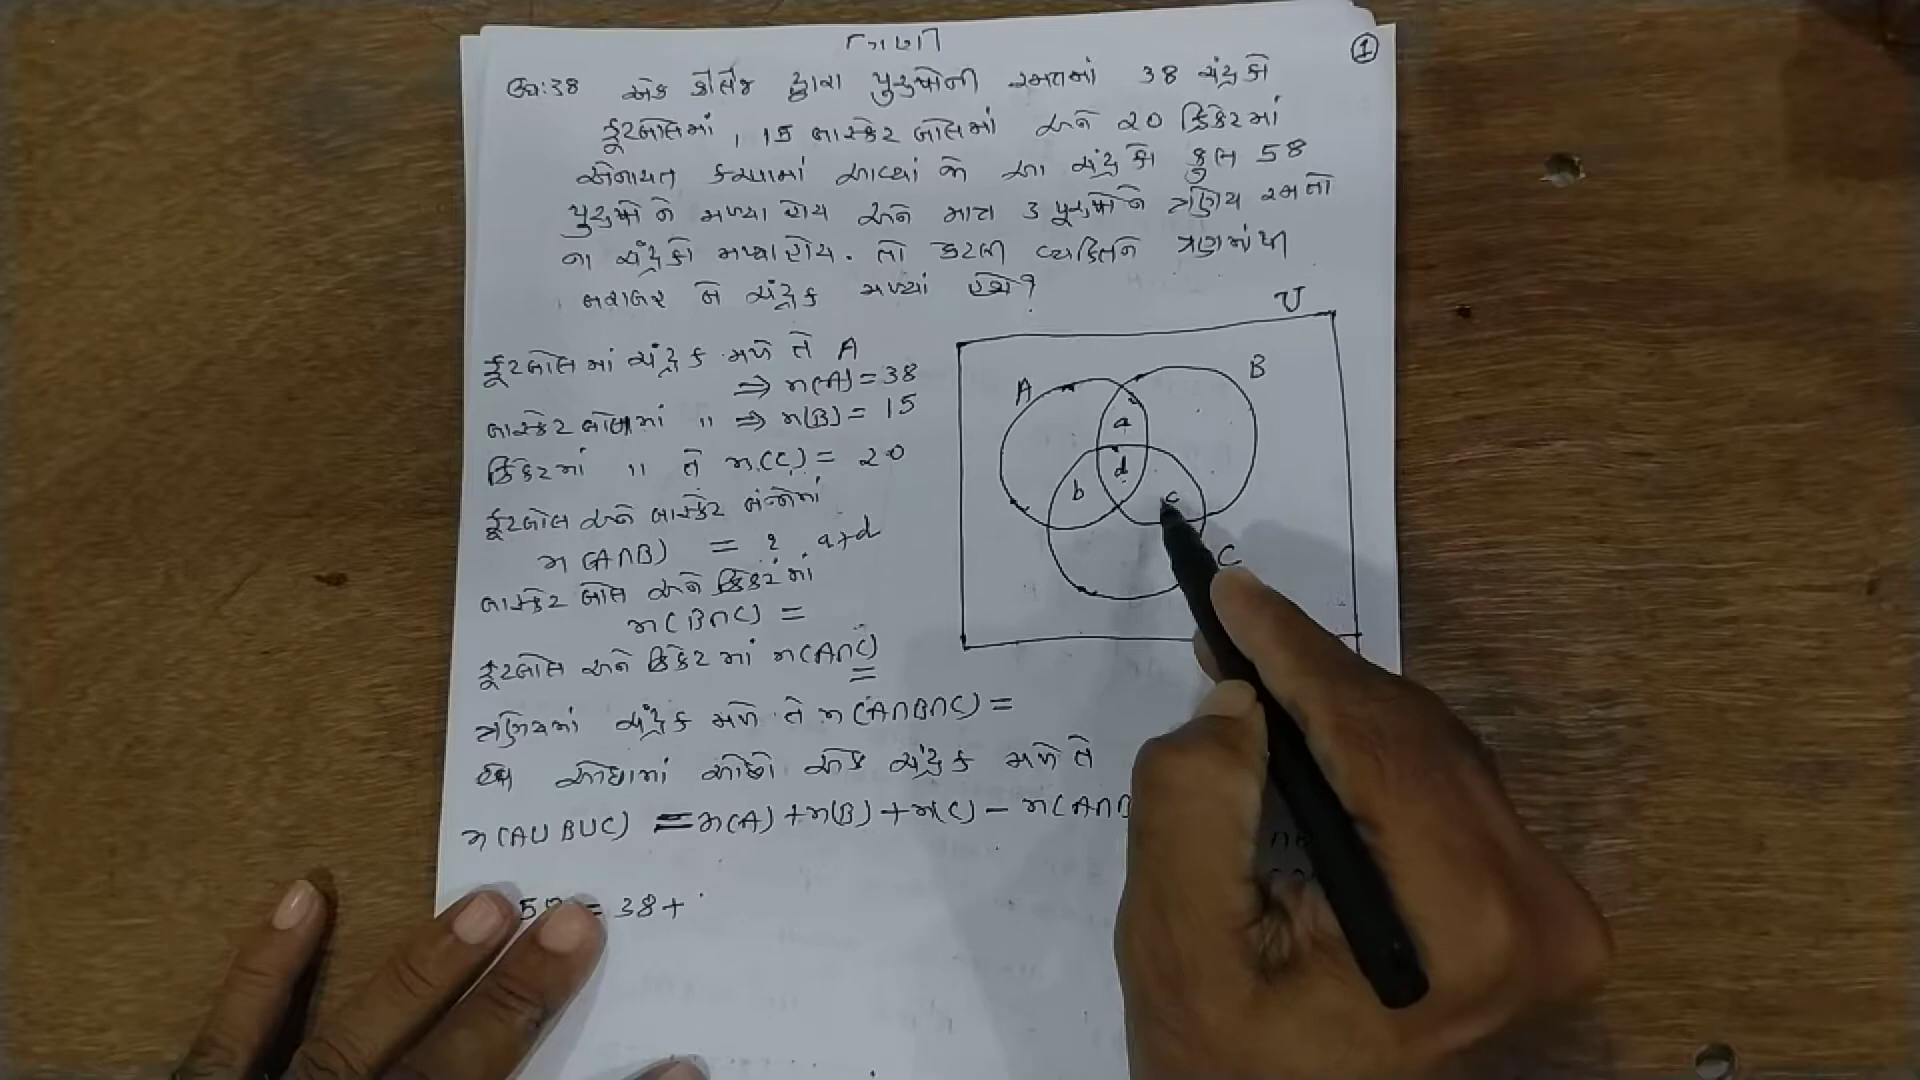 ગણ
①
ઉદા:38 એક કોલેજ દ્વારા પુરુષોની રમતમાં 38 ચંદ્રકો
ફૂટબોલમાં, 15 બાસ્કેટ બોલમાં અને 20 ક્રિકેટમાં
એનાયત કરવામાં આવ્યાં જો આ ચંદ્રકો કુલ 58
પુરુષોને મળ્યા હોય અને માત્ર 3 પુરુષોને ત્રણેય રમતો
ના ચંદ્રકો મળ્યા હોય. તો કેટલી વ્યક્તિને ત્રણમાંથી
બરાબર બે ચંદ્રક મળ્યાં હશે?
ફૂટબોલ માં ચંદ્રક મળે તે A
⇒ n(A) = 38
બાસ્કેટ બોલમાં " ⇒ n(B) = 15
ક્રિકેટમાં " તે n(C) = 20
ફૂટબોલ અને બાસ્કેટ બંન્નેમાં
n(A∩B) = ? a+d
બાસ્કેટ બોલ અને ક્રિકેટમાં
n(B∩C) =
ફૂટબોલ અને ક્રિકેટ માં n(A∩C)
=
ત્રણેયમાં ચંદ્રક મળે તે n(A∩B∩C) =
ઓછામાં ઓછો એક ચંદ્રક મળે તે
n(A∪B∪C) = n(A) + n(B) + n(C) − n(A∩B
= 38 +
U
A
B
a
d
b
c
C